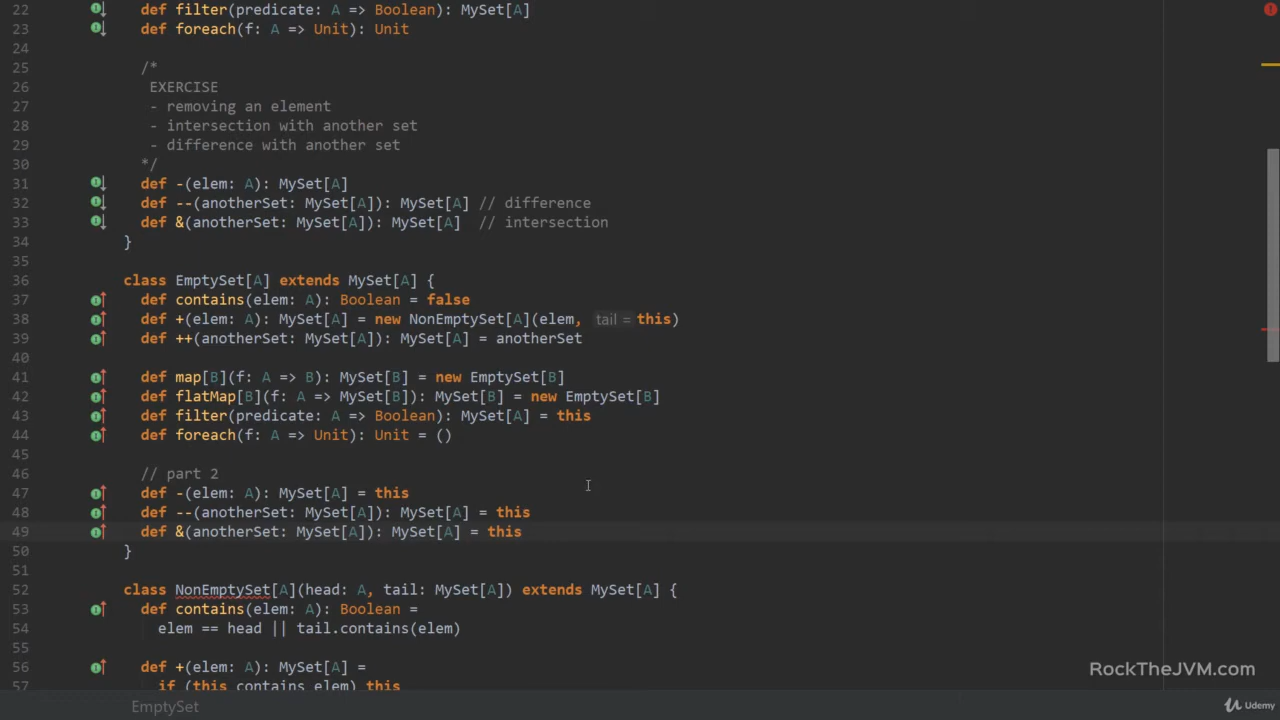 22 def filter(predicate: A => Boolean): MySet[A]
23 def foreach(f: A => Unit): Unit
24
25 /*
26 EXERCISE
27 - removing an element
28 - intersection with another set
29 - difference with another set
30 */
31 def -(elem: A): MySet[A]
32 def --(anotherSet: MySet[A]): MySet[A] // difference
33 def &(anotherSet: MySet[A]): MySet[A] // intersection
34 }
35
36 class EmptySet[A] extends MySet[A] {
37 def contains(elem: A): Boolean = false
38 def +(elem: A): MySet[A] = new NonEmptySet[A](elem, tail = this)
39 def ++(anotherSet: MySet[A]): MySet[A] = anotherSet
40
41 def map[B](f: A => B): MySet[B] = new EmptySet[B]
42 def flatMap[B](f: A => MySet[B]): MySet[B] = new EmptySet[B]
43 def filter(predicate: A => Boolean): MySet[A] = this
44 def foreach(f: A => Unit): Unit = ()
45
46 // part 2
47 def -(elem: A): MySet[A] = this
48 def --(anotherSet: MySet[A]): MySet[A] = this
49 def &(anotherSet: MySet[A]): MySet[A] = this
50 }
51
52 class NonEmptySet[A](head: A, tail: MySet[A]) extends MySet[A] {
53 def contains(elem: A): Boolean =
54 elem == head || tail.contains(elem)
55
56 def +(elem: A): MySet[A] =
57 if (this contains elem) this
RockTheJVM.com
EmptySet
Udemy